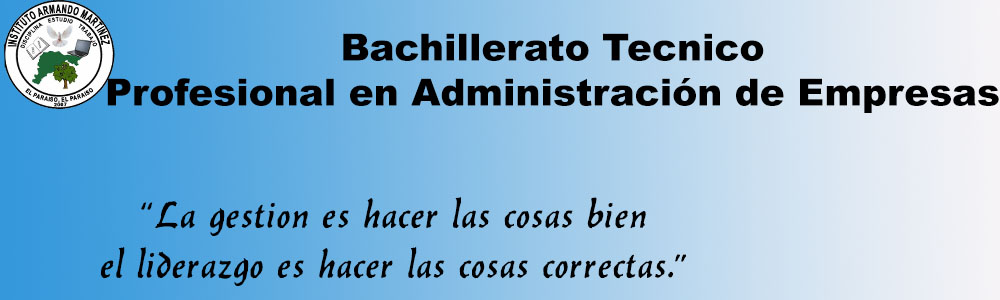 INSTITUTO ARMANDO MARTINEZ
DISCIPLINA ESTUDIO TRABAJO
EL PARAISO, EL PARAISO
2007
Bachillerato Tecnico
Profesional en Administración de Empresas
“La gestion es hacer las cosas bien
el liderazgo es hacer las cosas correctas.”